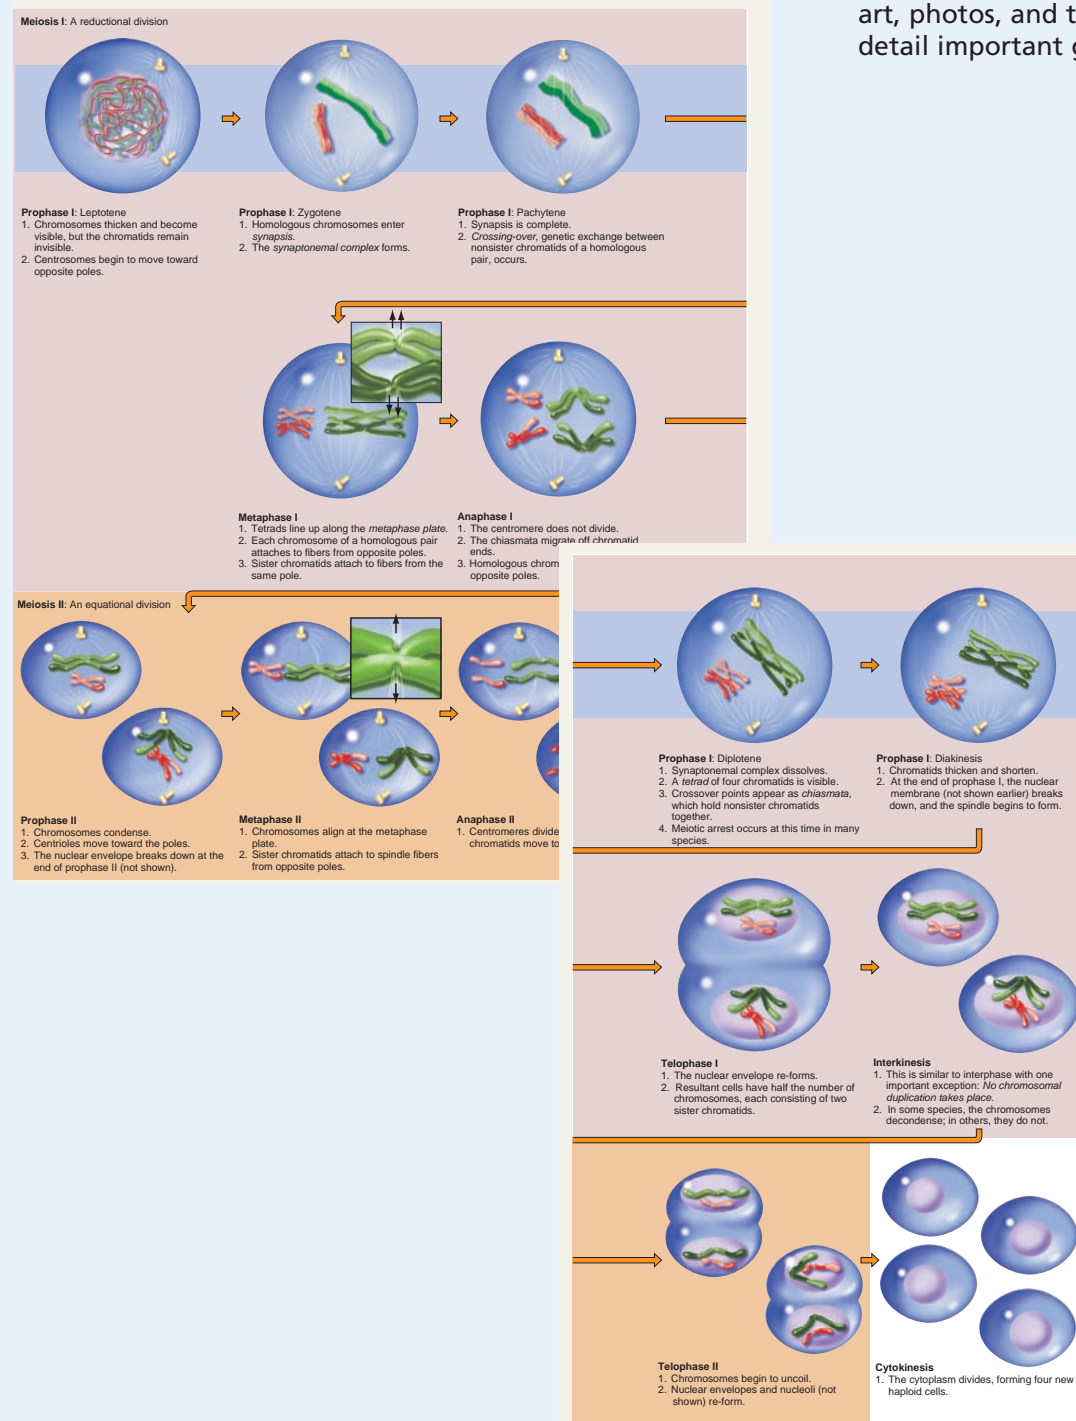 art, photos, and t
detail important g
Meiosis I: A reductional division
Prophase I: Leptotene
1. Chromosomes thicken and become
visible, but the chromatids remain
invisible.
2. Centrosomes begin to move toward
opposite poles.
Prophase I: Zygotene
1. Homologous chromosomes enter
synapsis.
2. The synaptonemal complex forms.
Prophase I: Pachytene
1. Synapsis is complete.
2. Crossing-over, genetic exchange between
nonsister chromatids of a homologous
pair, occurs.
Metaphase I
1. Tetrads line up along the metaphase plate.
2. Each chromosome of a homologous pair
attaches to fibers from opposite poles.
3. Sister chromatids attach to fibers from the
same pole.
Anaphase I
1. The centromere does not divide.
2. The chiasmata migrate off chromatid
ends.
3. Homologous chrom
opposite poles.
Meiosis II: An equational division
Prophase II
1. Chromosomes condense.
2. Centrioles move toward the poles.
3. The nuclear envelope breaks down at the
end of prophase II (not shown).
Metaphase II
1. Chromosomes align at the metaphase
plate.
2. Sister chromatids attach to spindle fibers
from opposite poles.
Anaphase II
1. Centromeres divide
chromatids move to
Prophase I: Diplotene
1. Synaptonemal complex dissolves.
2. A tetrad of four chromatids is visible.
3. Crossover points appear as chiasmata,
which hold nonsister chromatids
together.
4. Meiotic arrest occurs at this time in many
species.
Prophase I: Diakinesis
1. Chromatids thicken and shorten.
2. At the end of prophase I, the nuclear
membrane (not shown earlier) breaks
down, and the spindle begins to form.
Telophase I
1. The nuclear envelope re-forms.
2. Resultant cells have half the number of
chromosomes, each consisting of two
sister chromatids.
Interkinesis
1. This is similar to interphase with one
important exception: No chromosomal
duplication takes place.
2. In some species, the chromosomes
decondense; in others, they do not.
Telophase II
1. Chromosomes begin to uncoil.
2. Nuclear envelopes and nucleoli (not
shown) re-form.
Cytokinesis
1. The cytoplasm divides, forming four new
haploid cells.